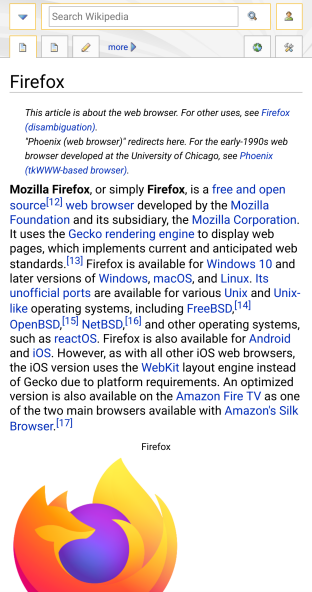 Search Wikipedia
more
Firefox
This article is about the web browser. For other uses, see Firefox
(disambiguation).
"Phoenix (web browser)" redirects here. For the early-1990s web
browser developed at the University of Chicago, see Phoenix
(tkWWW-based browser).
Mozilla Firefox, or simply Firefox, is a free and open
source[12] web browser developed by the Mozilla
Foundation and its subsidiary, the Mozilla Corporation.
It uses the Gecko rendering engine to display web
pages, which implements current and anticipated web
standards.[13] Firefox is available for Windows 10 and
later versions of Windows, macOS, and Linux. Its
unofficial ports are available for various Unix and Unix-
like operating systems, including FreeBSD,[14]
OpenBSD,[15] NetBSD,[16] and other operating systems,
such as reactOS. Firefox is also available for Android
and iOS. However, as with all other iOS web browsers,
the iOS version uses the WebKit layout engine instead
of Gecko due to platform requirements. An optimized
version is also available on the Amazon Fire TV as one
of the two main browsers available with Amazon's Silk
Browser.[17]
Firefox